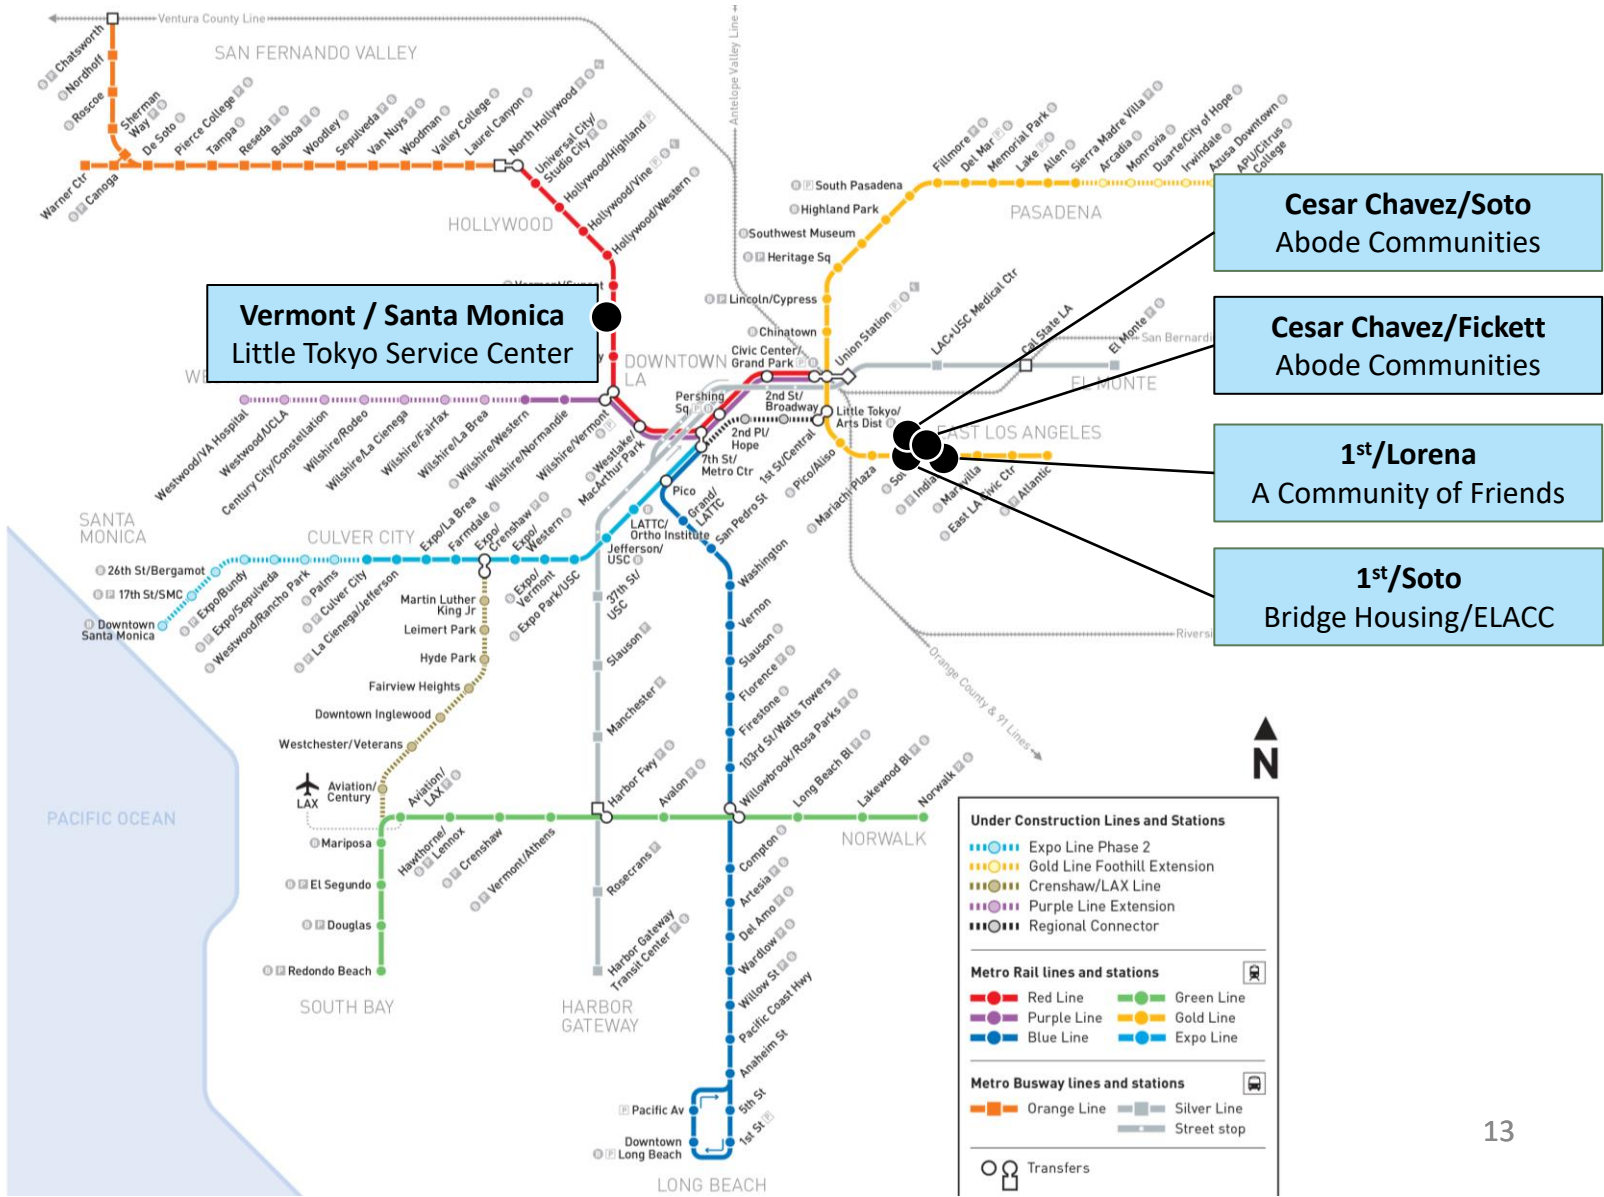 Ventura County Line
SAN FERNANDO VALLEY
Antelope Valley Line
Chatsworth
Nordhoff
Roscoe
Sherman
Way
De Soto
Pierce College
Tampa
Reseda
Balboa
Woodley
Sepulveda
Van Nuys
Woodman
Valley College
Laurel Canyon
North Hollywood
Warner Ctr
Canoga
Universal City/
Studio City
Hollywood/Highland
Hollywood/Vine
Hollywood/Western
HOLLYWOOD
Fillmore
Del Mar
Memorial Park
Lake
Allen
Sierra Madre Villa
Arcadia
Monrovia
Duarte/City of Hope
Irwindale
Azusa Downtown
APU/Citrus
College
South Pasadena
PASADENA
Highland Park
Southwest Museum
Heritage Sq
Lincoln/Cypress
Chinatown
Cesar Chavez/Soto
Abode Communities
Vermont / Santa Monica
Little Tokyo Service Center
Cesar Chavez/Fickett
Abode Communities
DOWNTOWN
LA
Civic Center/
Grand Park
Union Station
LAC+USC Medical Ctr
Cal State LA
El Monte
EL MONTE
Pershing
Sq
2nd St/
Broadway
Little Tokyo/
Arts Dist
EAST LOS ANGELES
2nd Pl/
Hope
7th St/
Metro Ctr
1st St/Central
Pico/Aliso
Mariachi Plaza
Maravilla
East LA Civic Ctr
Atlantic
1st/Lorena
A Community of Friends
1st/Soto
Bridge Housing/ELACC
Westwood/VA Hospital
Westwood/UCLA
Century City/Constellation
Wilshire/Rodeo
Wilshire/La Cienega
Wilshire/Fairfax
Wilshire/La Brea
Wilshire/Western
Wilshire/Normandie
Wilshire/Vermont
Westlake/
MacArthur Park
Pico
Grand/
LATTC
San Pedro St
LATTC/
Ortho Institute
Jefferson/
USC
SANTA
MONICA
CULVER CITY
26th St/Bergamot
17th St/SMC
Downtown
Santa Monica
Expo/Bundy
Expo/Sepulveda
Westwood/Rancho Park
Palms
Culver City
La Cienega/Jefferson
Expo/La Brea
Farmdale
Expo/
Crenshaw
Expo/
Western
Expo/
Vermont
Expo Park/USC
37th St/
USC
Washington
Vernon
Slauson
Florence
Firestone
103rd St/Watts Towers
Willowbrook/Rosa Parks
Martin Luther
King Jr
Leimert Park
Hyde Park
Fairview Heights
Downtown Inglewood
Westchester/Veterans
Aviation/
Century
LAX
Slauson
Manchester
Harbor Fwy
Rosecrans
Harbor Gateway
Transit Center
HARBOR
GATEWAY
Orange County & 91 Lines
PACIFIC OCEAN
Aviation/
LAX
Mariposa
El Segundo
Douglas
Redondo Beach
SOUTH BAY
Hawthorne/
Lennox
Crenshaw
Vermont/Athens
Avalon
Long Beach Bl
Lakewood Bl
Norwalk
NORWALK
Compton
Artesia
Del Amo
Wardlow
Willow St
Pacific Coast Hwy
Anaheim St
5th St
1st St
Pacific Av
Downtown
Long Beach
LONG BEACH
N
Under Construction Lines and Stations
Expo Line Phase 2
Gold Line Foothill Extension
Crenshaw/LAX Line
Purple Line Extension
Regional Connector
Metro Rail lines and stations
Red Line
Green Line
Purple Line
Gold Line
Blue Line
Expo Line
Metro Busway lines and stations
Orange Line
Silver Line
Street stop
Transfers
13